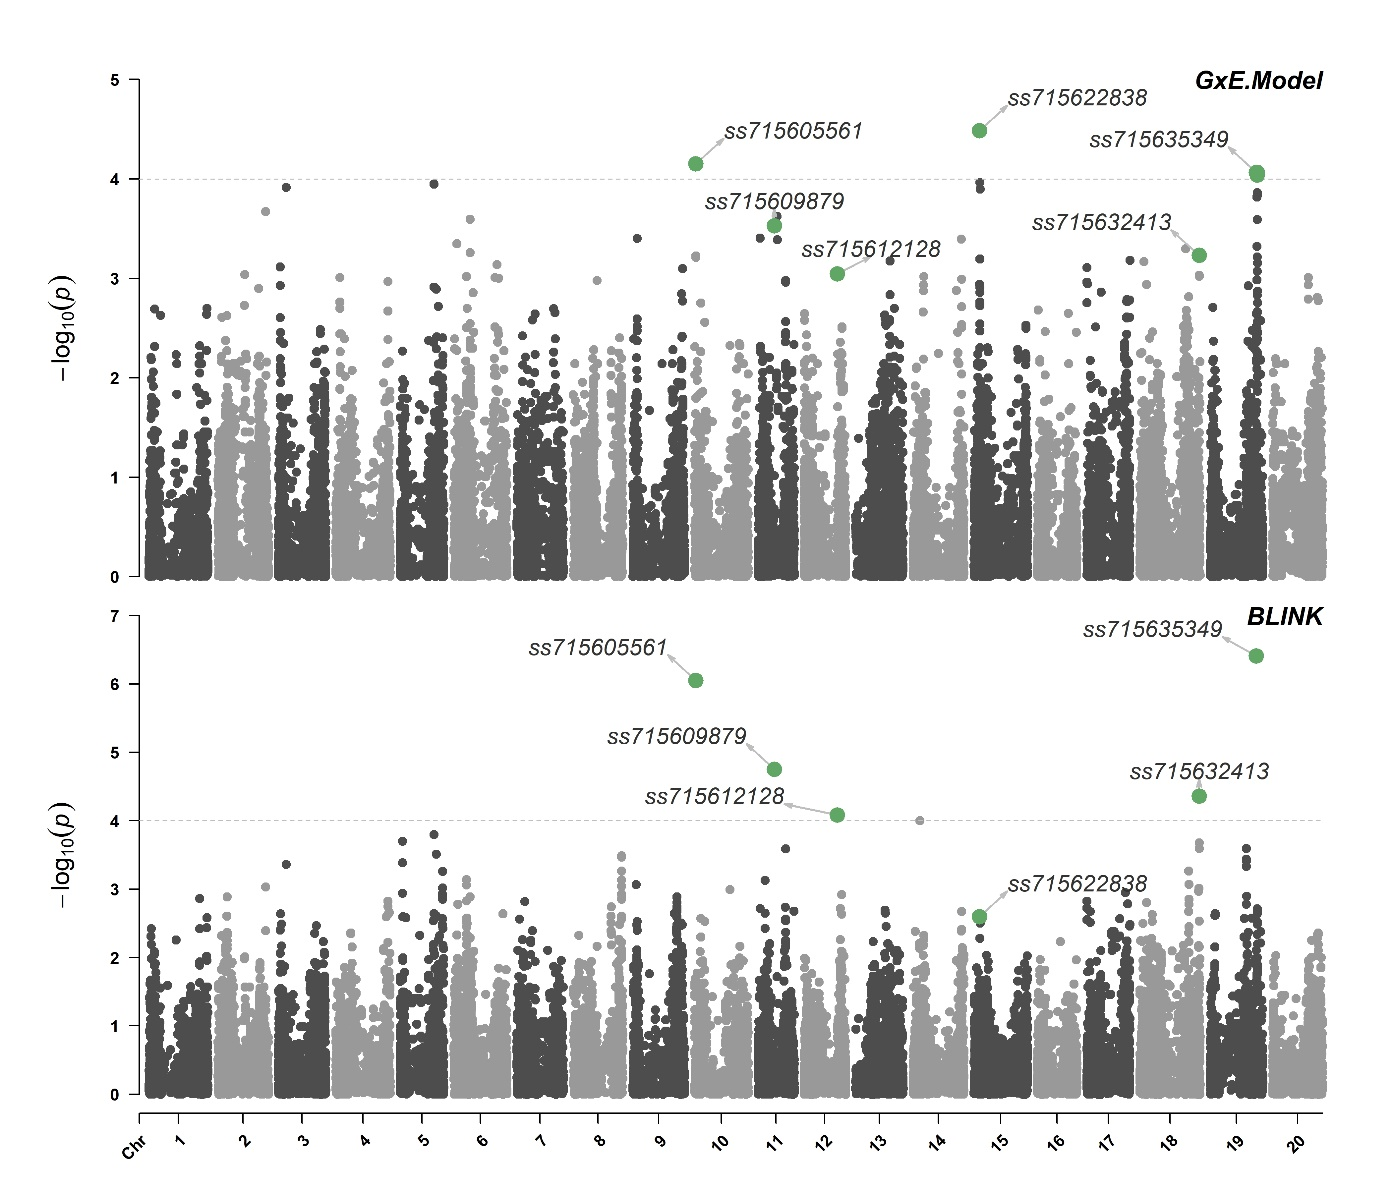 GxE.Model
5
4
3
2
1
0
−log10(p)
ss715622838
ss715605561
ss715635349
ss715609879
ss715632413
ss715612128
BLINK
7
6
5
4
3
2
1
0
−log10(p)
ss715635349
ss715605561
ss715609879
ss715632413
ss715612128
ss715622838
Chr 1 2 3 4 5 6 7 8 9 10 11 12 13 14 15 16 17 18 19 20